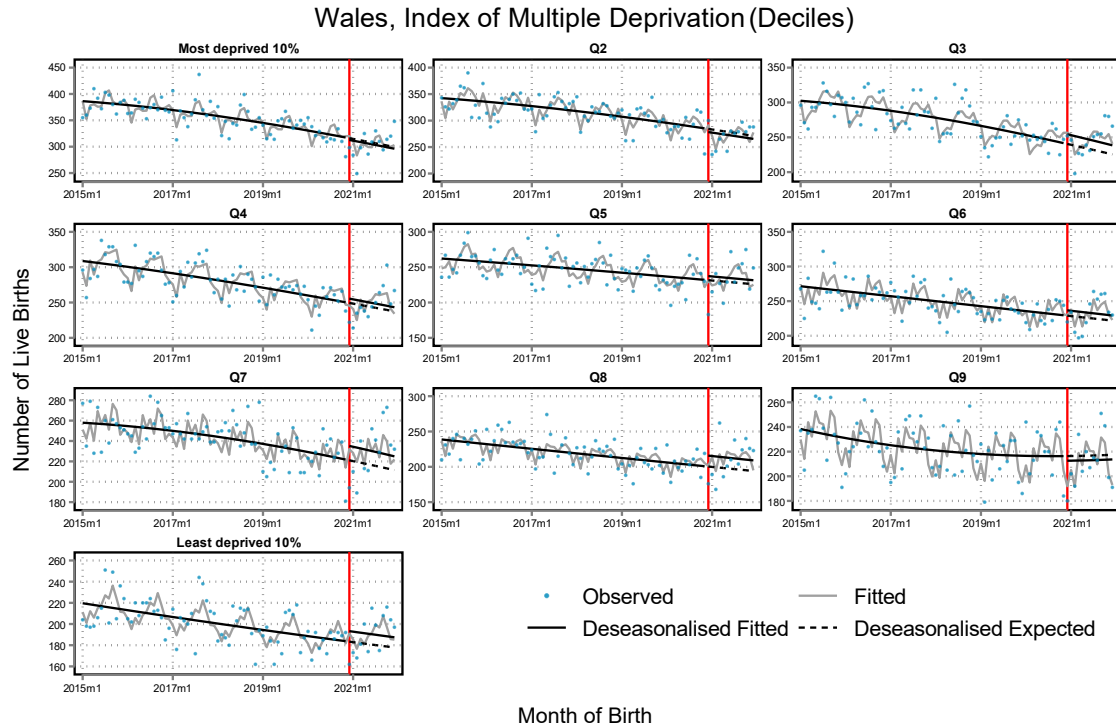 Wales, Index of Multiple Deprivation (Deciles)
Number of Live Births
Most deprived 10%
450
400
350
300
250
2015m1 2017m1 2019m1 2021m1
Q2
400
350
300
250
200
2015m1 2017m1 2019m1 2021m1
Q3
350
300
250
200
2015m1 2017m1 2019m1 2021m1
Q4
350
300
250
200
2015m1 2017m1 2019m1 2021m1
Q5
350
300
250
200
150
2015m1 2017m1 2019m1 2021m1
Q6
350
300
250
200
2015m1 2017m1 2019m1 2021m1
Q7
280
260
240
220
200
180
2015m1 2017m1 2019m1 2021m1
Q8
300
250
200
150
2015m1 2017m1 2019m1 2021m1
Q9
260
240
220
200
180
2015m1 2017m1 2019m1 2021m1
Least deprived 10%
260
240
220
200
180
160
2015m1 2017m1 2019m1 2021m1
Observed Fitted
Deseasonalised Fitted Deseasonalised Expected
Month of Birth